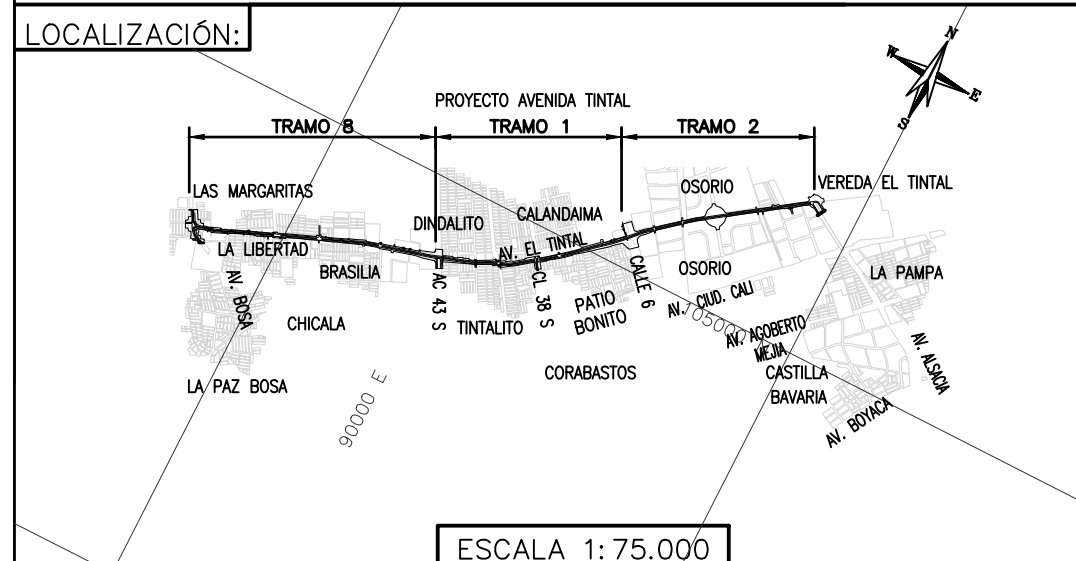 LOCALIZACIÓN:
N
W
E
S
PROYECTO AVENIDA TINTAL
TRAMO 8
TRAMO 1
TRAMO 2
LAS MARGARITAS
OSORIO
VEREDA EL TINTAL
DINDALITO
CALANDAIMA
LA LIBERTAD
AV. EL TINTAL
BRASILIA
AV. BOSA
AC 43 S
CL 38 S
CALLE 6
OSORIO
LA PAMPA
CHICALA
TINTALITO
PATIO
BONITO
AV. CIUD. CALI
105000
AV. AGOBERTO
MEJIA
AV. ALSACIA
LA PAZ BOSA
CORABASTOS
CASTILLA
BAVARIA
90000 E
AV. BOYACA
ESCALA 1:75.000